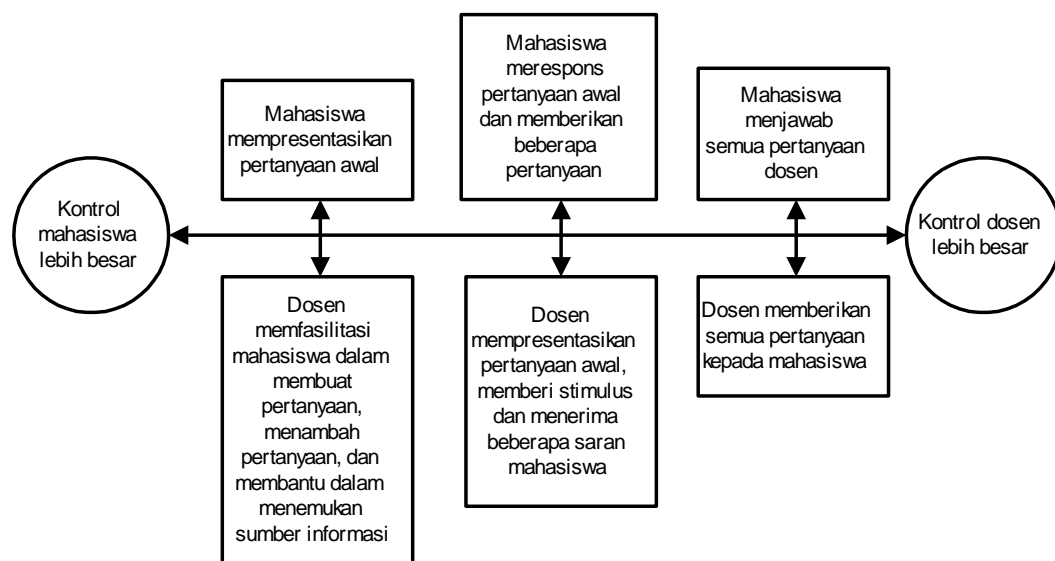 Mahasiswa
mempresentasikan
pertanyaan awal
Mahasiswa
merespons
pertanyaan awal
dan memberikan
beberapa
pertanyaan
Mahasiswa
menjawab
semua pertanyaan
dosen
Kontrol
mahasiswa
lebih besar
Kontrol dosen
lebih besar
Dosen
memfasilitasi
mahasiswa dalam
membuat
pertanyaan,
menambah
pertanyaan, dan
membantu dalam
menemukan
sumber informasi
Dosen
mempresentasikan
pertanyaan awal,
memberi stimulus
dan menerima
beberapa saran
mahasiswa
Dosen memberikan
semua pertanyaan
kepada mahasiswa